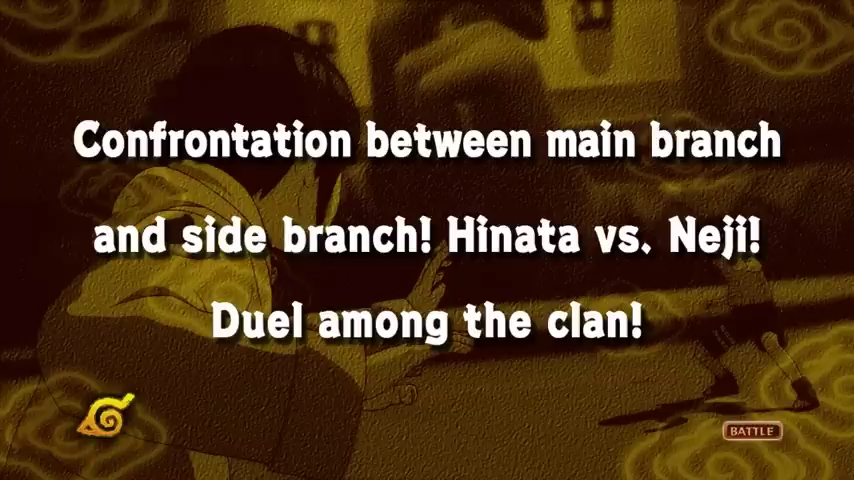 Confrontation between main branch
and side branch! Hinata vs. Neji!
Duel among the clan!
BATTLE